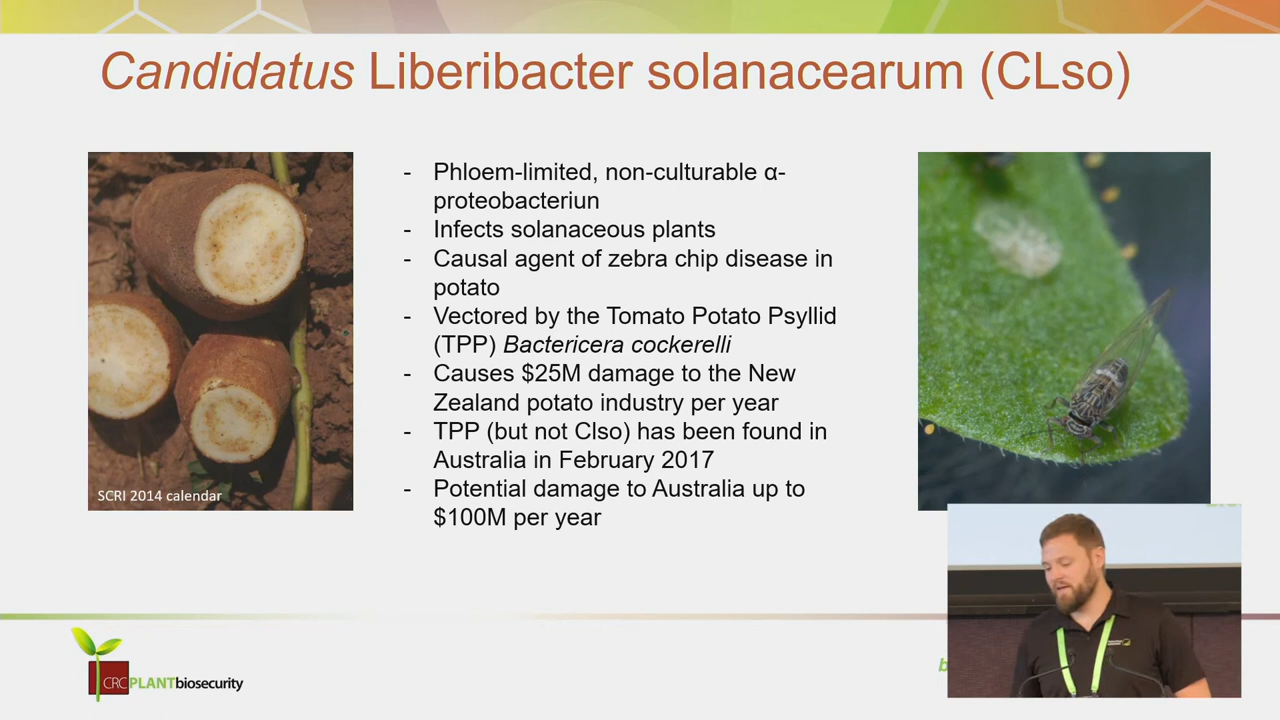 Candidatus Liberibacter solanacearum (CLso)
- Phloem-limited, non-culturable α-
proteobacteriun
- Infects solanaceous plants
- Causal agent of zebra chip disease in
potato
- Vectored by the Tomato Potato Psyllid
(TPP) Bactericera cockerelli
- Causes $25M damage to the New
Zealand potato industry per year
- TPP (but not Clso) has been found in
Australia in February 2017
- Potential damage to Australia up to
$100M per year
SCRI 2014 calendar
CRCPLANTbiosecurity